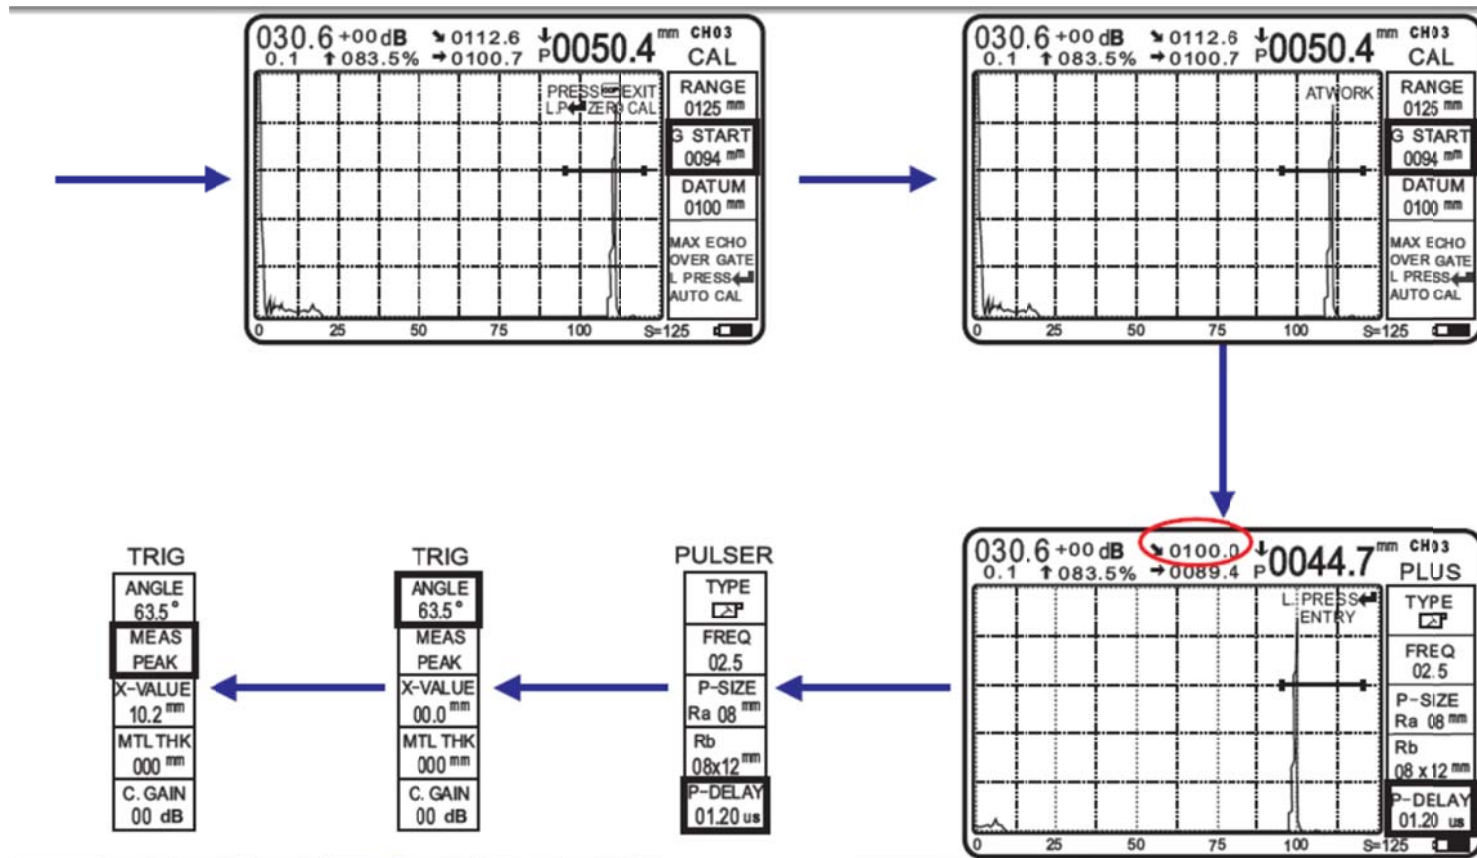 030.6 +00 dB ↘ 0112.6 ↓ mm CH03
0.1 ↑ 083.5% → 0100.7 P 0050.4 CAL
PRESS EXIT
L.P ZERO CAL
RANGE
0125 mm
G START
0094 mm
DATUM
0100 mm
MAX ECHO
OVER GATE
L PRESS
AUTO CAL
0 25 50 75 100 S=125
030.6 +00 dB ↘ 0112.6 ↓ mm CH03
0.1 ↑ 083.5% → 0100.7 P 0050.4 CAL
ATWORK
RANGE
0125 mm
G START
0094 mm
DATUM
0100 mm
MAX ECHO
OVER GATE
L PRESS
AUTO CAL
0 25 50 75 100 S=125
030.6 +00 dB ↘ 0100.0 ↓ mm CH03
0.1 ↑ 083.5% → 0089.4 P 0044.7 PLUS
L. PRESS
ENTRY
TYPE
FREQ
02.5
P-SIZE
Ra 08 mm
Rb
08 x 12 mm
P-DELAY
01.20 us
0 25 50 75 100 S=125
PULSER
TYPE
FREQ
02.5
P-SIZE
Ra 08 mm
Rb
08x12 mm
P-DELAY
01.20 us
TRIG
ANGLE
63.5°
MEAS
PEAK
X-VALUE
00.0 mm
MTL THK
000 mm
C. GAIN
00 dB
TRIG
ANGLE
63.5°
MEAS
PEAK
X-VALUE
10.2 mm
MTL THK
000 mm
C. GAIN
00 dB